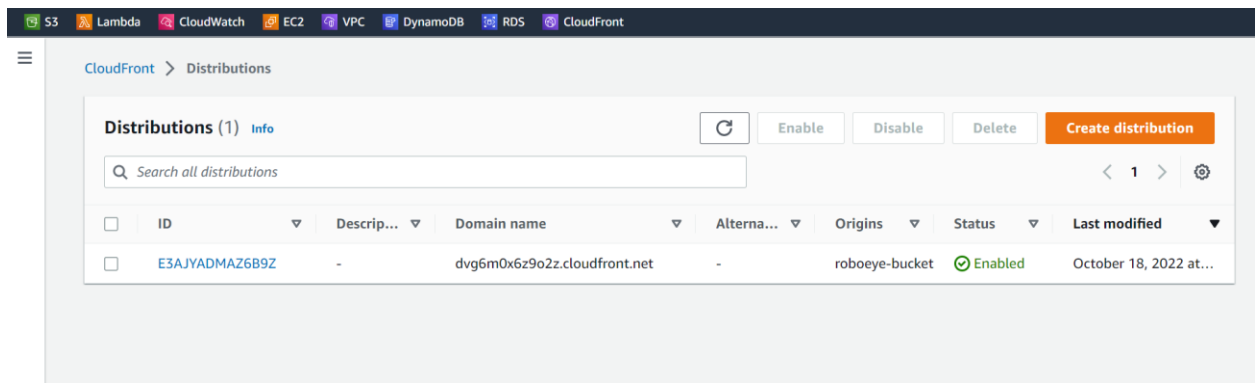 S3 Lambda CloudWatch EC2 VPC DynamoDB RDS CloudFront
CloudFront > Distributions
Distributions (1) Info Enable Disable Delete Create distribution
Search all distributions 1
ID Descrip... Domain name Alterna... Origins Status Last modified
E3AJYADMAZ6B9Z - dvg6m0x6z9o2z.cloudfront.net - roboeye-bucket Enabled October 18, 2022 at...